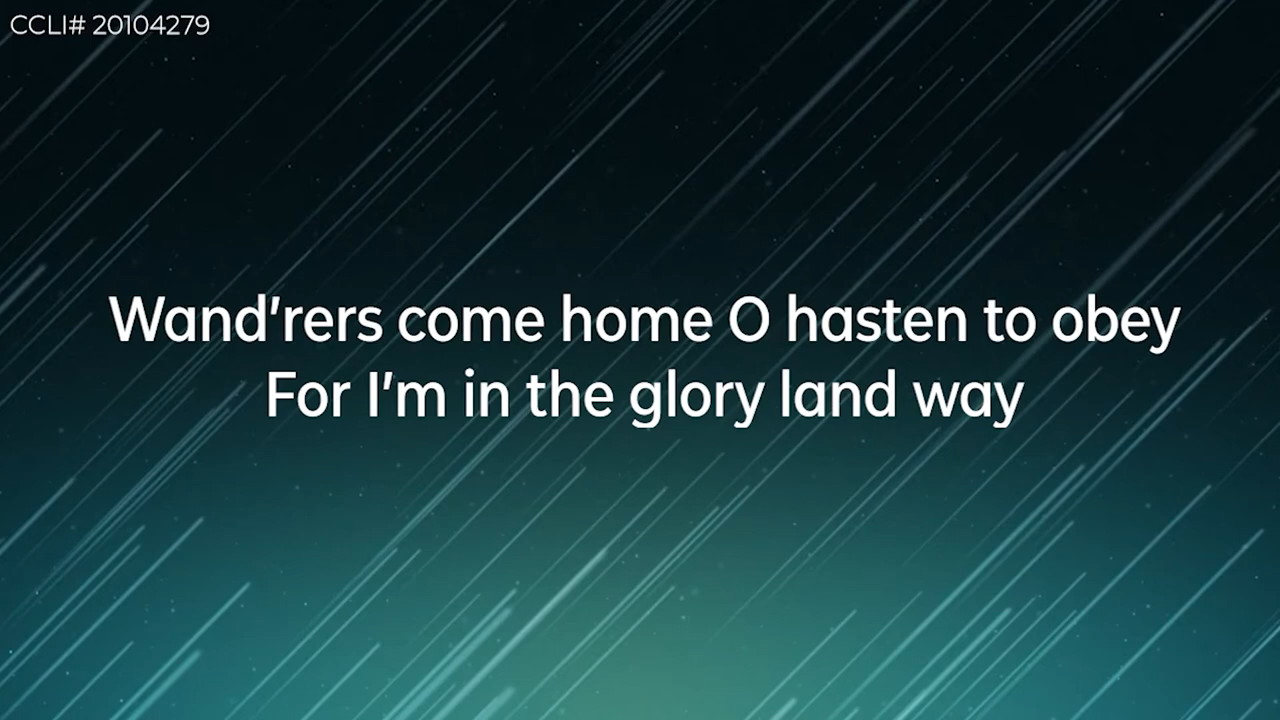 CCLI# 20104279
Wand'rers come home O hasten to obey
For I'm in the glory land way